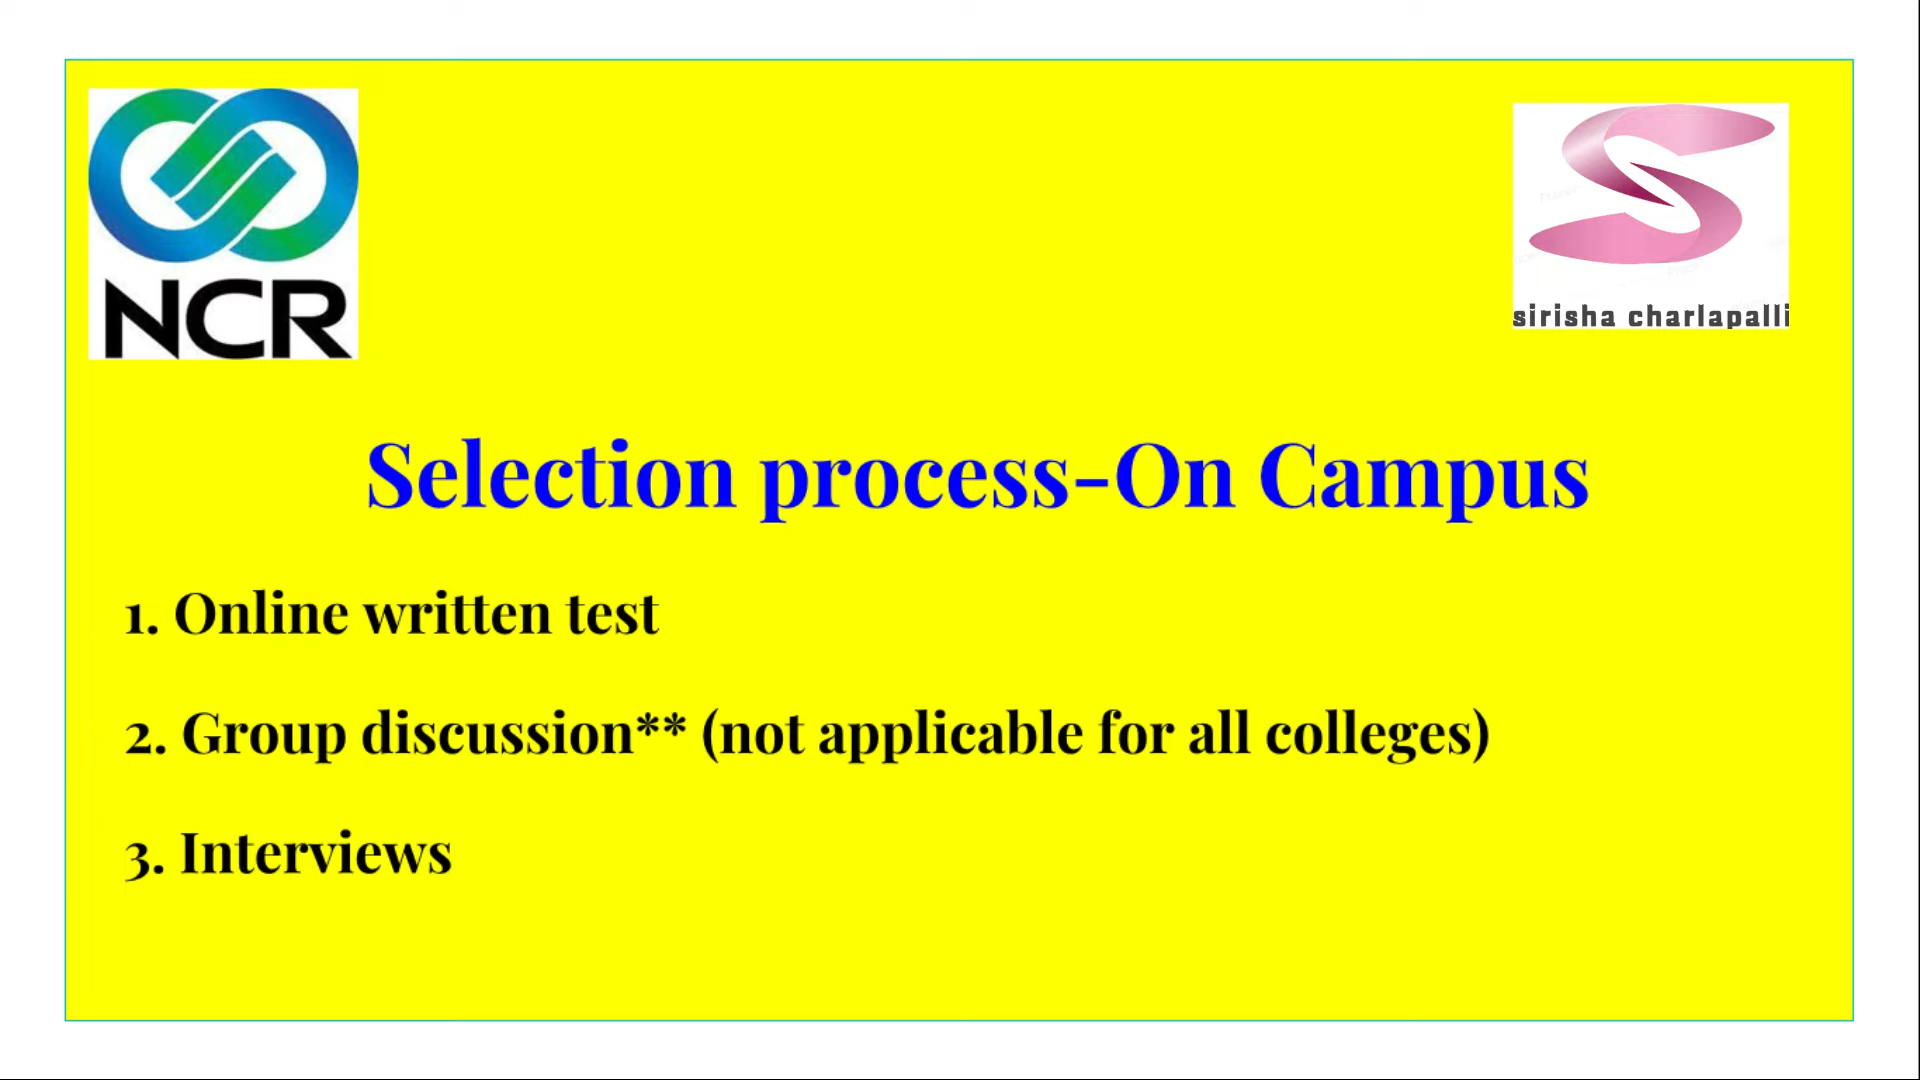 NCR
sirisha charlapalli
Selection process-On Campus
1. Online written test
2. Group discussion** (not applicable for all colleges)
3. Interviews